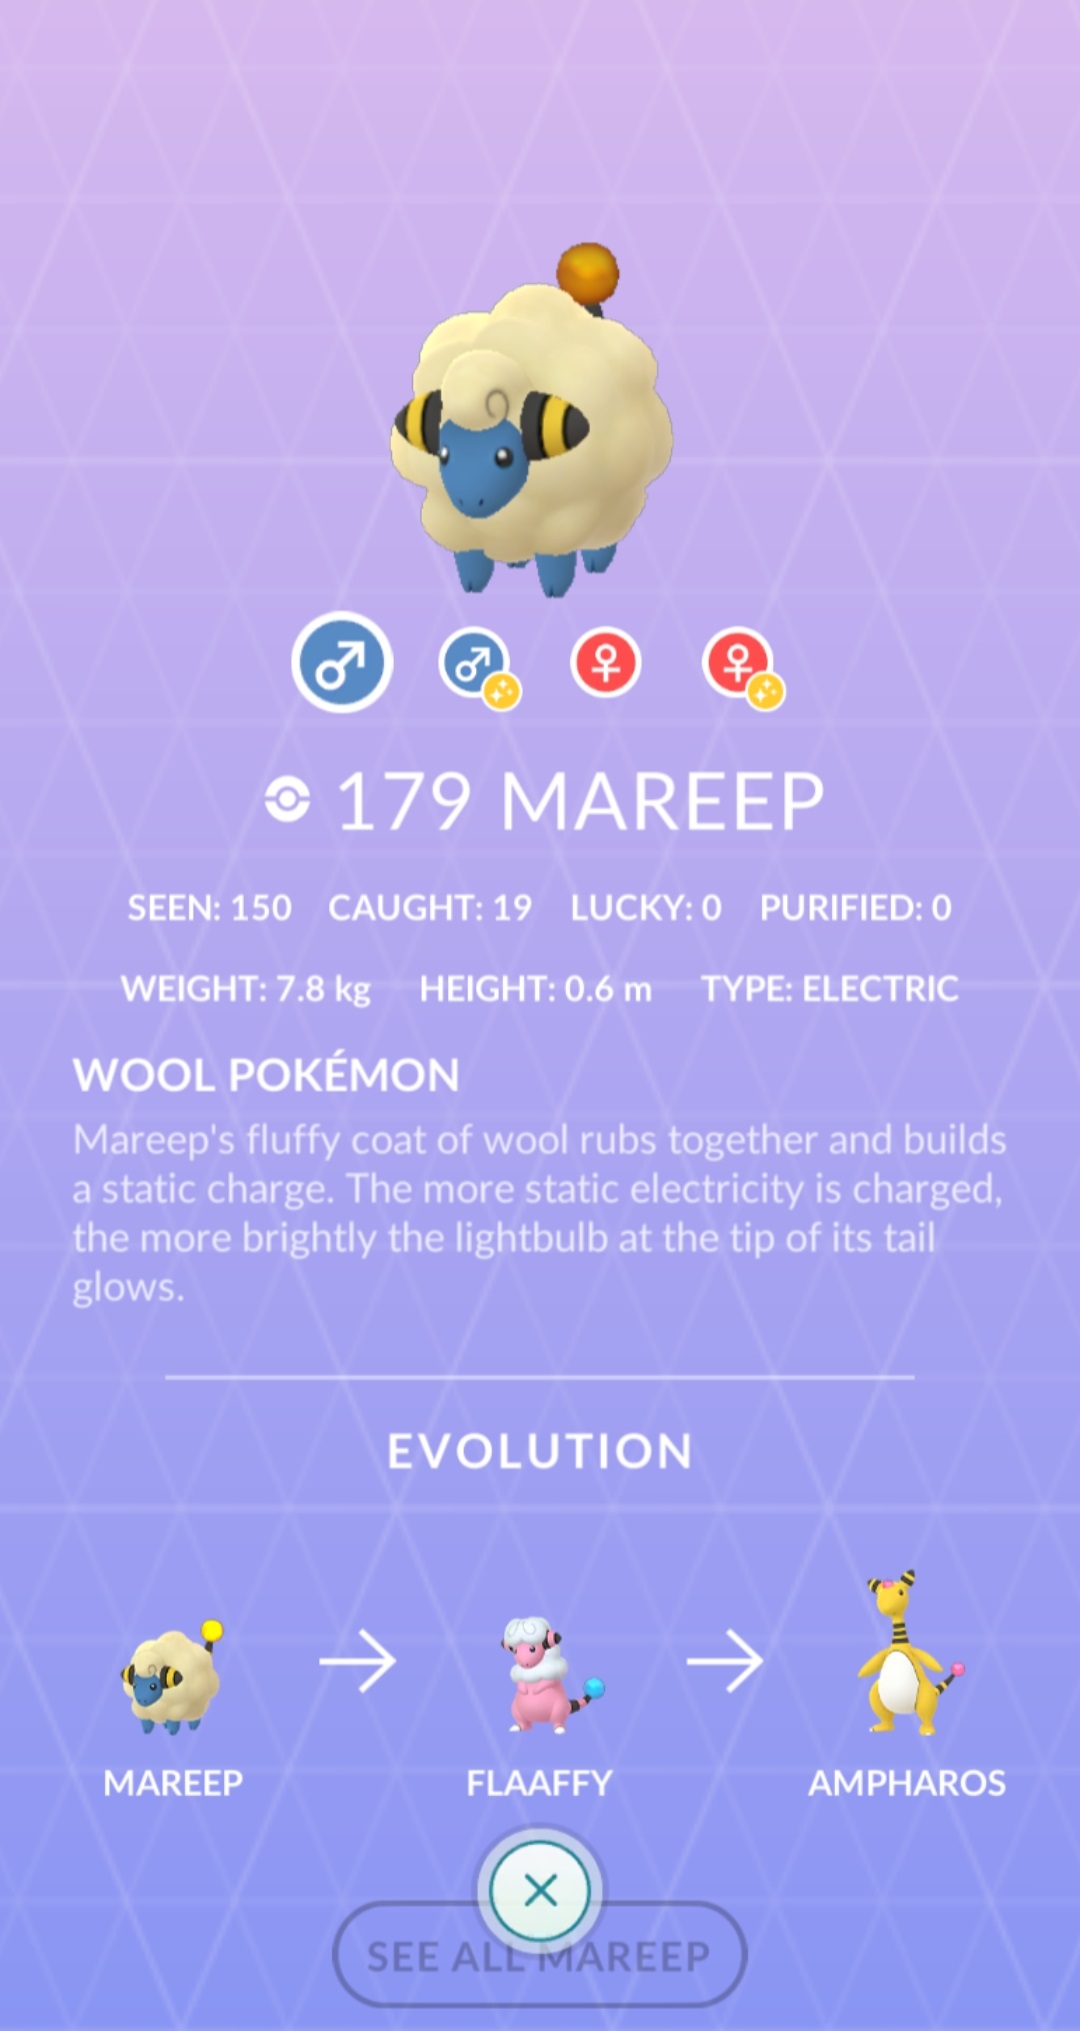 179 MAREEP
SEEN: 150 CAUGHT: 19 LUCKY: 0 PURIFIED: 0
WEIGHT: 7.8 kg HEIGHT: 0.6 m TYPE: ELECTRIC
WOOL POKÉMON
Mareep's fluffy coat of wool rubs together and builds
a static charge. The more static electricity is charged,
the more brightly the lightbulb at the tip of its tail
glows.
EVOLUTION
MAREEP FLAAFFY AMPHAROS
SEE ALL MAREEP